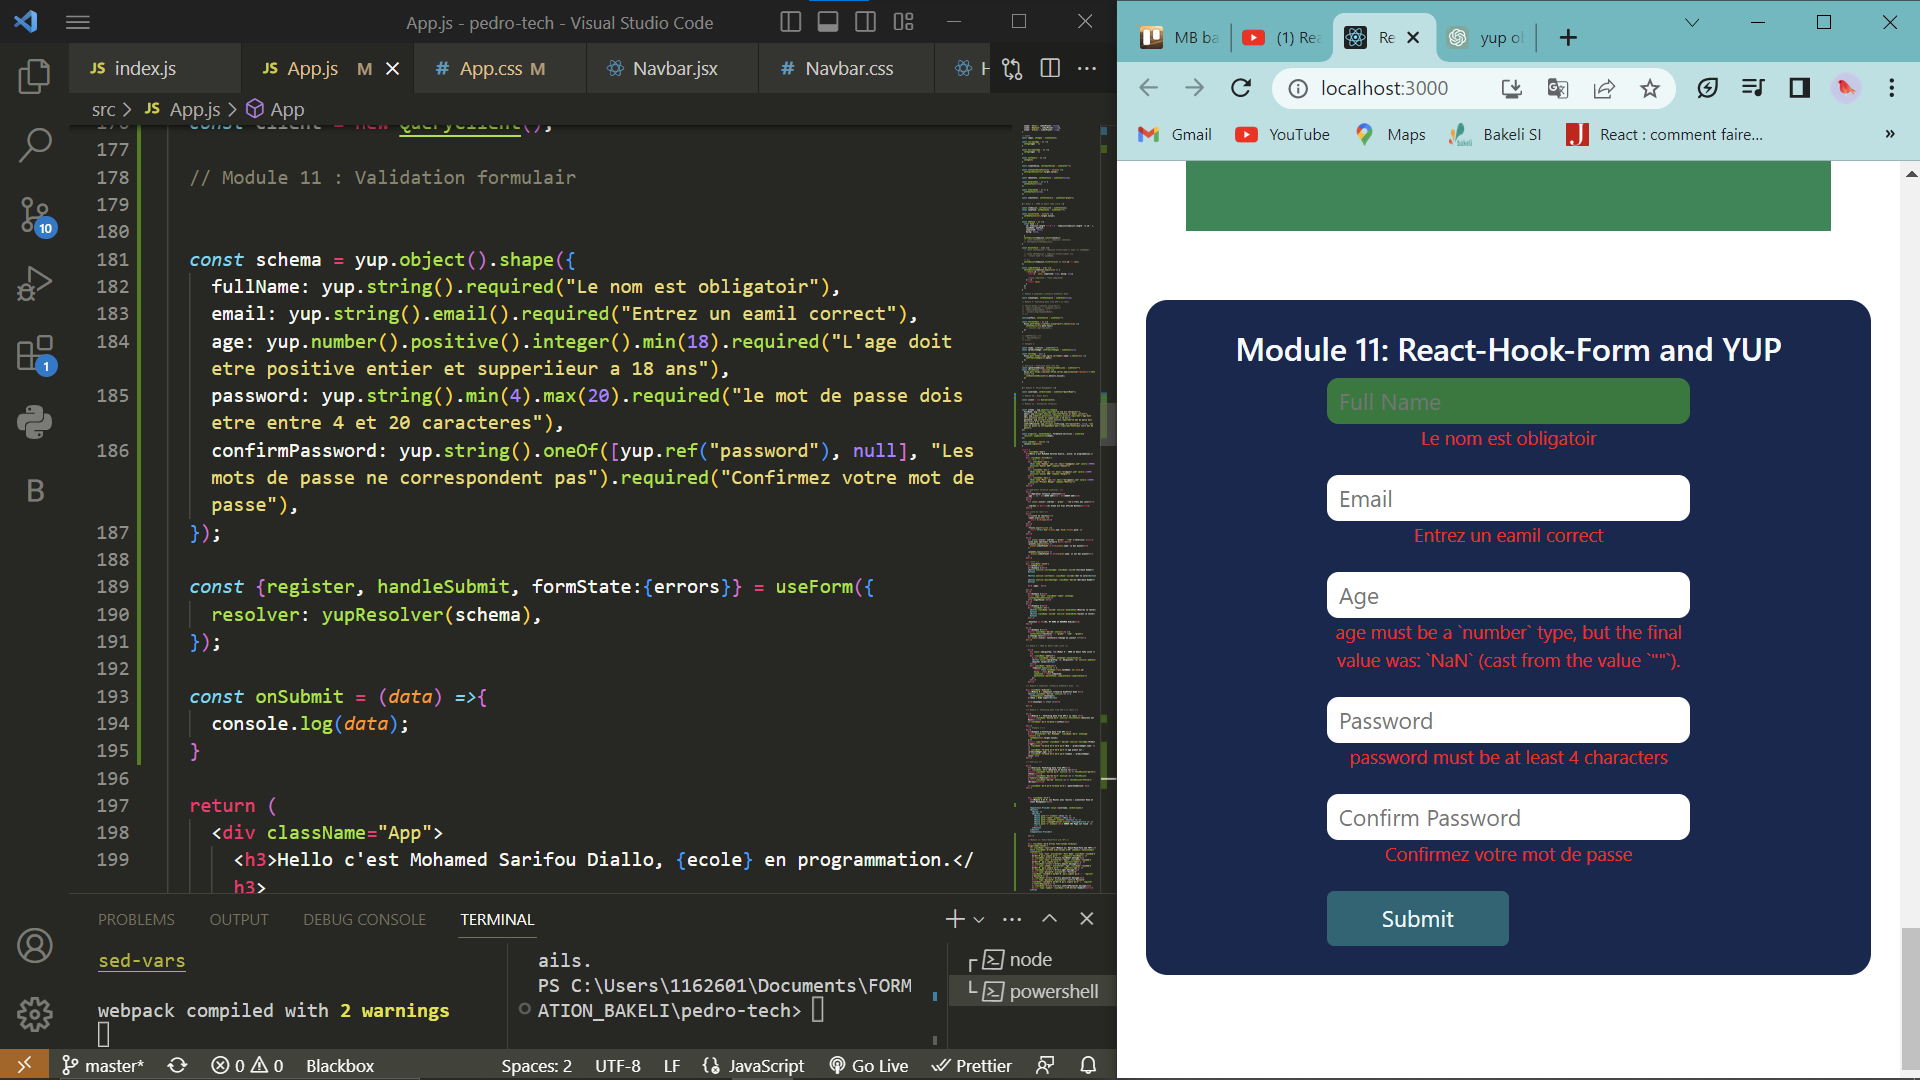 App.js - pedro-tech - Visual Studio Code
index.js
App.js M
App.css M
Navbar.jsx
Navbar.css
src > App.js > App
const client = new QueryClient();
177
178 // Module 11 : Validation formulair
179
180
181 const schema = yup.object().shape({
182 fullName: yup.string().required("Le nom est obligatoir"),
183 email: yup.string().email().required("Entrez un eamil correct"),
184 age: yup.number().positive().integer().min(18).required("L'age doit
etre positive entier et supperiieur a 18 ans"),
185 password: yup.string().min(4).max(20).required("le mot de passe dois
etre entre 4 et 20 caracteres"),
186 confirmPassword: yup.string().oneOf([yup.ref("password"), null], "Les
mots de passe ne correspondent pas").required("Confirmez votre mot de
passe"),
187 });
188
189 const {register, handleSubmit, formState:{errors}} = useForm({
190 resolver: yupResolver(schema),
191 });
192
193 const onSubmit = (data) =>{
194 console.log(data);
195 }
196
197 return (
198 <div className="App">
199 <h3>Hello c'est Mohamed Sarifou Diallo, {ecole} en programmation.</
h3>
10
1
B
PROBLEMS
OUTPUT
DEBUG CONSOLE
TERMINAL
sed-vars
webpack compiled with 2 warnings
ails.
PS C:\Users\1162601\Documents\FORM
ATION_BAKELI\pedro-tech>
node
powershell
master*
0
0
Blackbox
Spaces: 2
UTF-8
LF
JavaScript
Go Live
Prettier
MB ba
(1) Rea
Re
yup ob
localhost:3000
Gmail
YouTube
Maps
Bakeli SI
React : comment faire...
»
Module 11: React-Hook-Form and YUP
Full Name
Le nom est obligatoir
Email
Entrez un eamil correct
Age
age must be a `number` type, but the final
value was: `NaN` (cast from the value `""`).
Password
password must be at least 4 characters
Confirm Password
Confirmez votre mot de passe
Submit